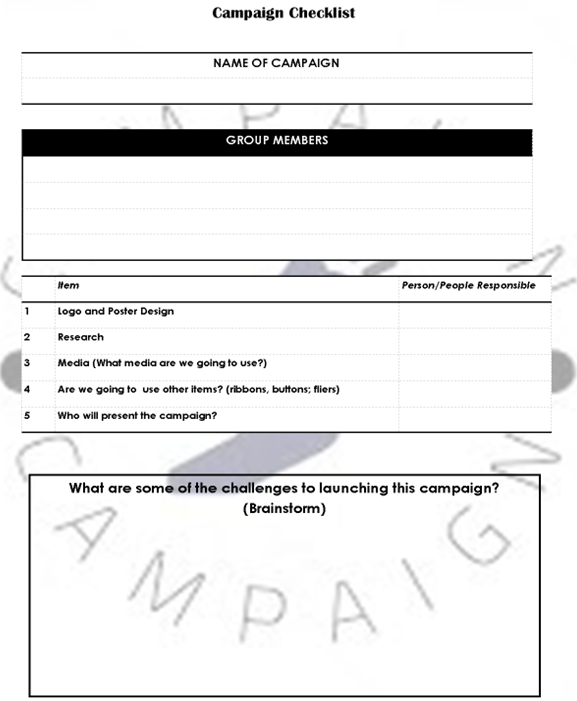 Campaign Checklist
NAME OF CAMPAIGN
GROUP MEMBERS
Item Person/People Responsible
1 Logo and Poster Design
2 Research
3 Media (What media are we going to use?)
4 Are we going to use other items? (ribbons, buttons; fliers)
5 Who will present the campaign?
What are some of the challenges to launching this campaign?
(Brainstorm)
CAMPAIGN